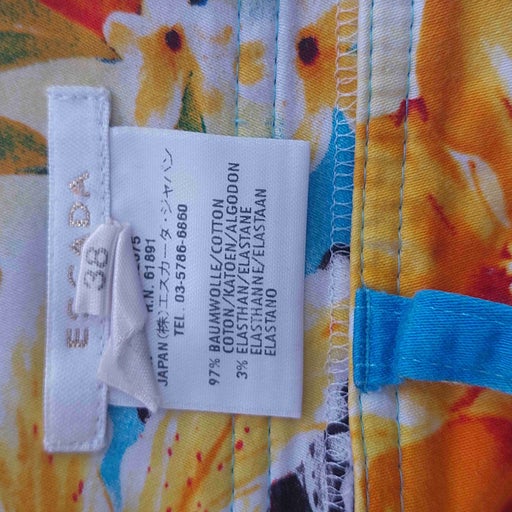 ESCADA
38
R.N. 61891
JAPAN (株)エスカーダ・ジャパン
TEL. 03-5786-6860
97% BAUMWOLLE/COTTON
COTON/KATOEN/ALGODON
3% ELASTHAN/ELASTANE
ELASTHANNE/ELASTAAN
ELASTANO